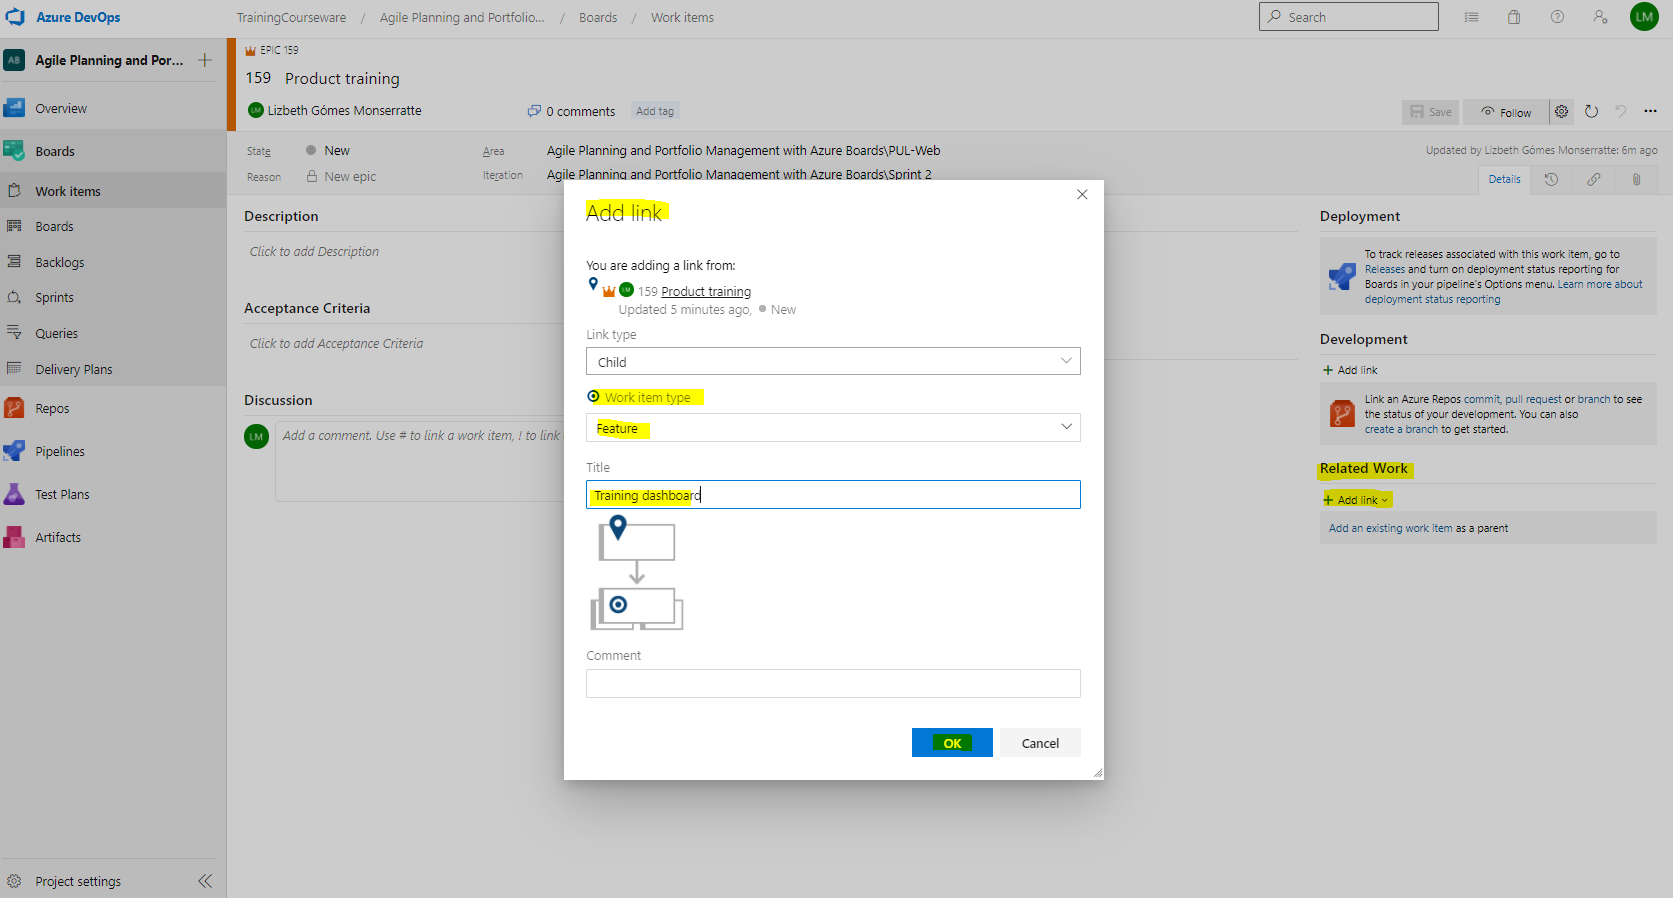 Azure DevOps
TrainingCourseware / Agile Planning and Portfolio... / Boards / Work items
Search
LM
AB Agile Planning and Por...
Overview
Boards
Work items
Boards
Backlogs
Sprints
Queries
Delivery Plans
Repos
Pipelines
Test Plans
Artifacts
Project settings
EPIC 159
159 Product training
LM Lizbeth Gómes Monserratte
0 comments
Add tag
Save
Follow
State New
Area Agile Planning and Portfolio Management with Azure Boards\PUL-Web
Updated by Lizbeth Gómes Monserratte: 6m ago
Reason New epic
Iteration Agile Planning and Portfolio Management with Azure Boards\Sprint 2
Details
Description
Click to add Description
Acceptance Criteria
Click to add Acceptance Criteria
Discussion
LM
Add a comment. Use # to link a work item, ! to link
Add link
You are adding a link from:
LM 159 Product training
Updated 5 minutes ago, New
Link type
Child
Work item type
Feature
Title
Training dashboard
Comment
OK
Cancel
Deployment
To track releases associated with this work item, go to
Releases and turn on deployment status reporting for
Boards in your pipeline's Options menu. Learn more about
deployment status reporting
Development
+ Add link
Link an Azure Repos commit, pull request or branch to see
the status of your development. You can also
create a branch to get started.
Related Work
+ Add link
Add an existing work item as a parent